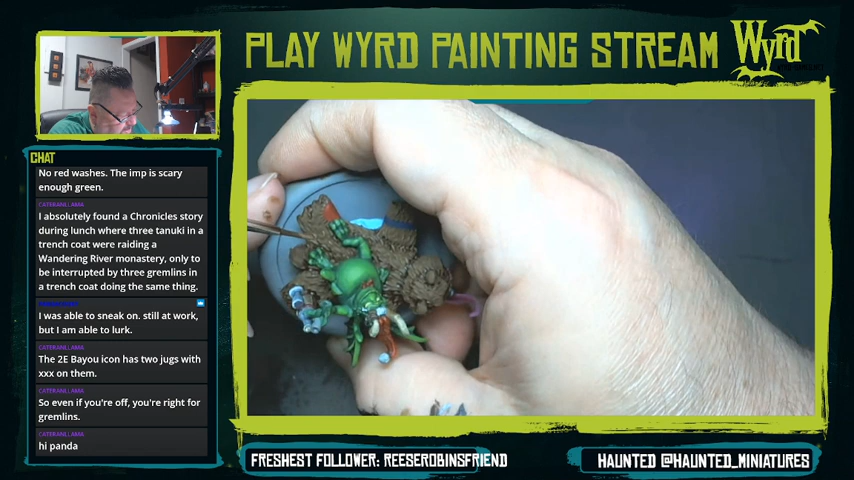 PLAY WYRD PAINTING STREAM
Wyrd
CHAT
No red washes. The imp is scary
enough green.
CATERANLLAMA
I absolutely found a Chronicles story
during lunch where three tanuki in a
trench coat were raiding a
Wandering River monastery, only to
be interrupted by three gremlins in
a trench coat doing the same thing.
I was able to sneak on. still at work,
but I am able to lurk.
CATERANLLAMA
The 2E Bayou icon has two jugs with
xxx on them.
CATERANLLAMA
So even if you're off, you're right for
gremlins.
CATERANLLAMA
hi panda
FRESHEST FOLLOWER: REESEROBINSFRIEND
HAUNTED @HAUNTED_MINIATURES